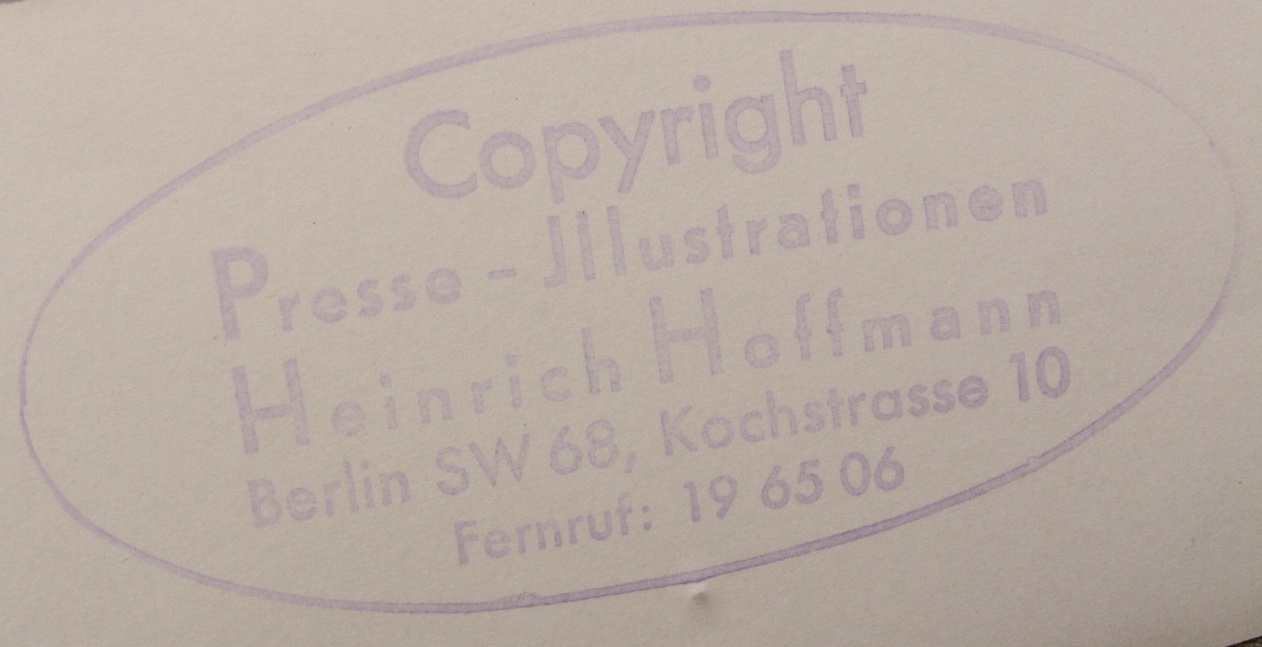 Copyright
Presse-Jllustrationen
Heinrich Hoffmann
Berlin SW 68, Kochstrasse 10
Fernruf: 19 65 06